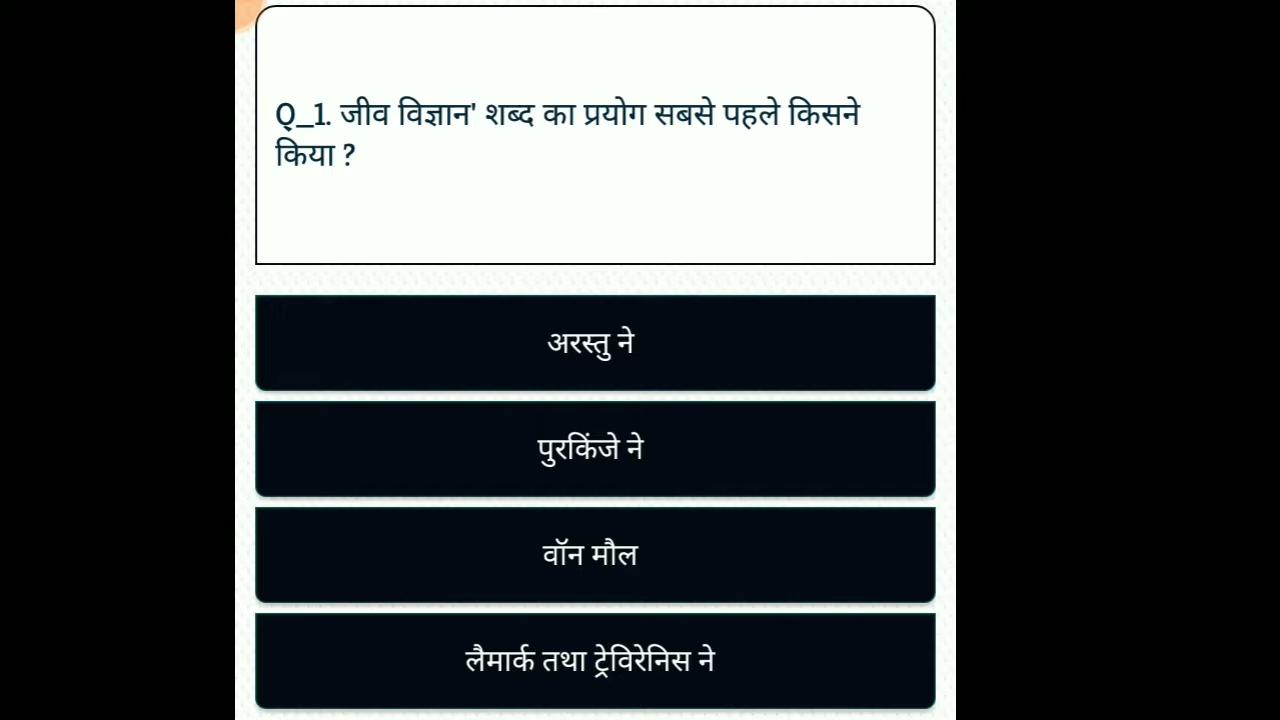 Q_1. जीव विज्ञान' शब्द का प्रयोग सबसे पहले किसने
किया ?
अरस्तु ने
पुरकिंजे ने
वॉन मौल
लैमार्क तथा ट्रेविरेनिस ने